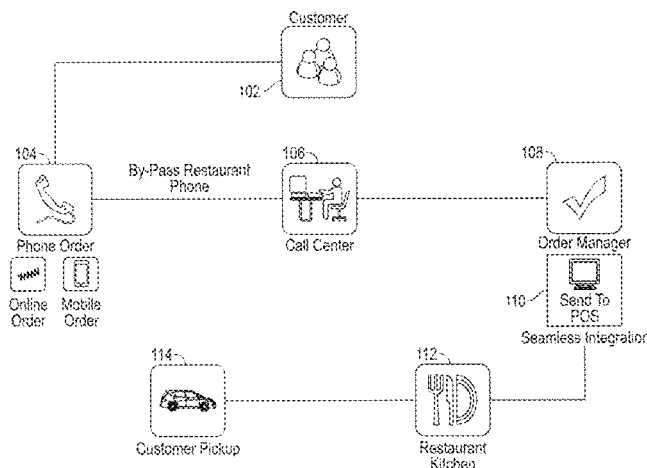 Customer
102
104
By-Pass Restaurant
Phone
106
108
Phone Order
Call Center
Order Manager
Online
Order
Mobile
Order
110
Send To
POS
Seamless Integration
114
112
Customer Pickup
Restaurant
Kitchen